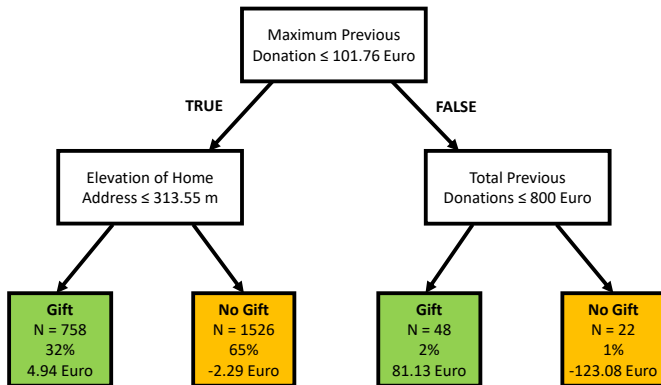 Maximum Previous
Donation ≤ 101.76 Euro
TRUE
FALSE
Elevation of Home
Address ≤ 313.55 m
Total Previous
Donations ≤ 800 Euro
Gift
N = 758
32%
4.94 Euro
No Gift
N = 1526
65%
-2.29 Euro
Gift
N = 48
2%
81.13 Euro
No Gift
N = 22
1%
-123.08 Euro